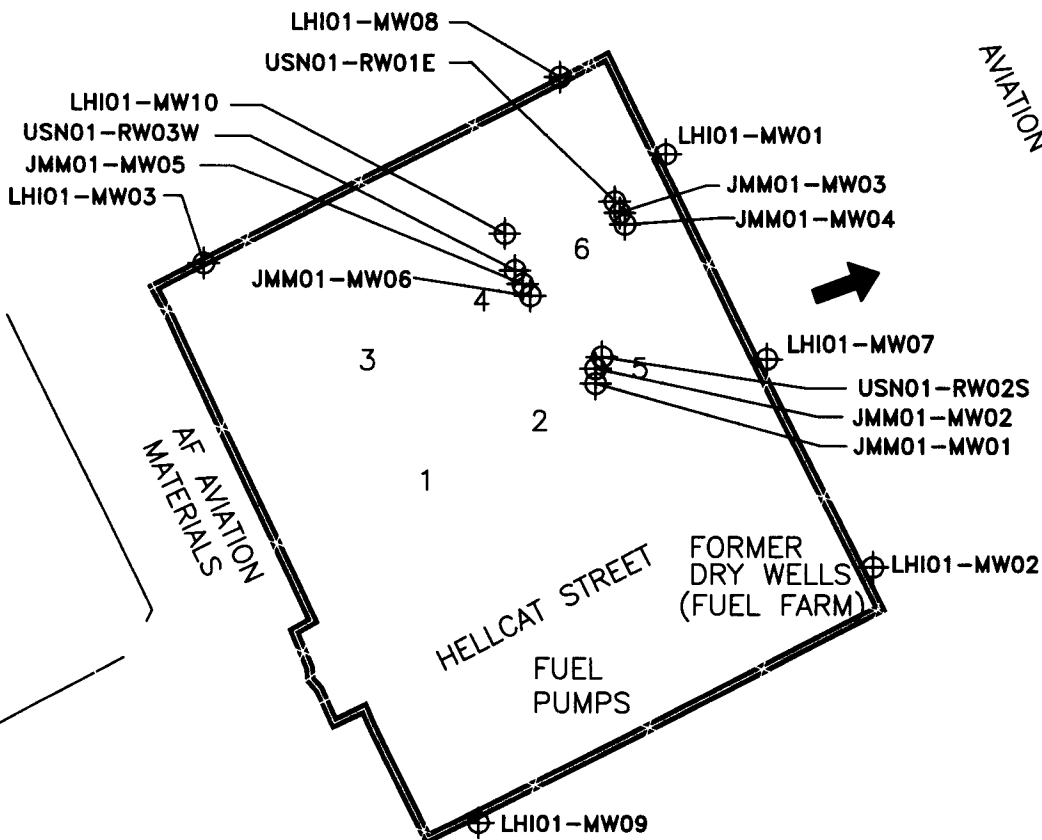 LHI01-MW08
USN01-RW01E
AVIATION
LHI01-MW10
USN01-RW03W
JMM01-MW05
LHI01-MW03
LHI01-MW01
JMM01-MW03
JMM01-MW04
6
JMM01-MW06
4
3
LHI01-MW07
5
USN01-RW02S
JMM01-MW02
JMM01-MW01
2
1
AF AVIATION
MATERIALS
HELLCAT STREET
FORMER
DRY WELLS
(FUEL FARM)
LHI01-MW02
FUEL
PUMPS
LHI01-MW09